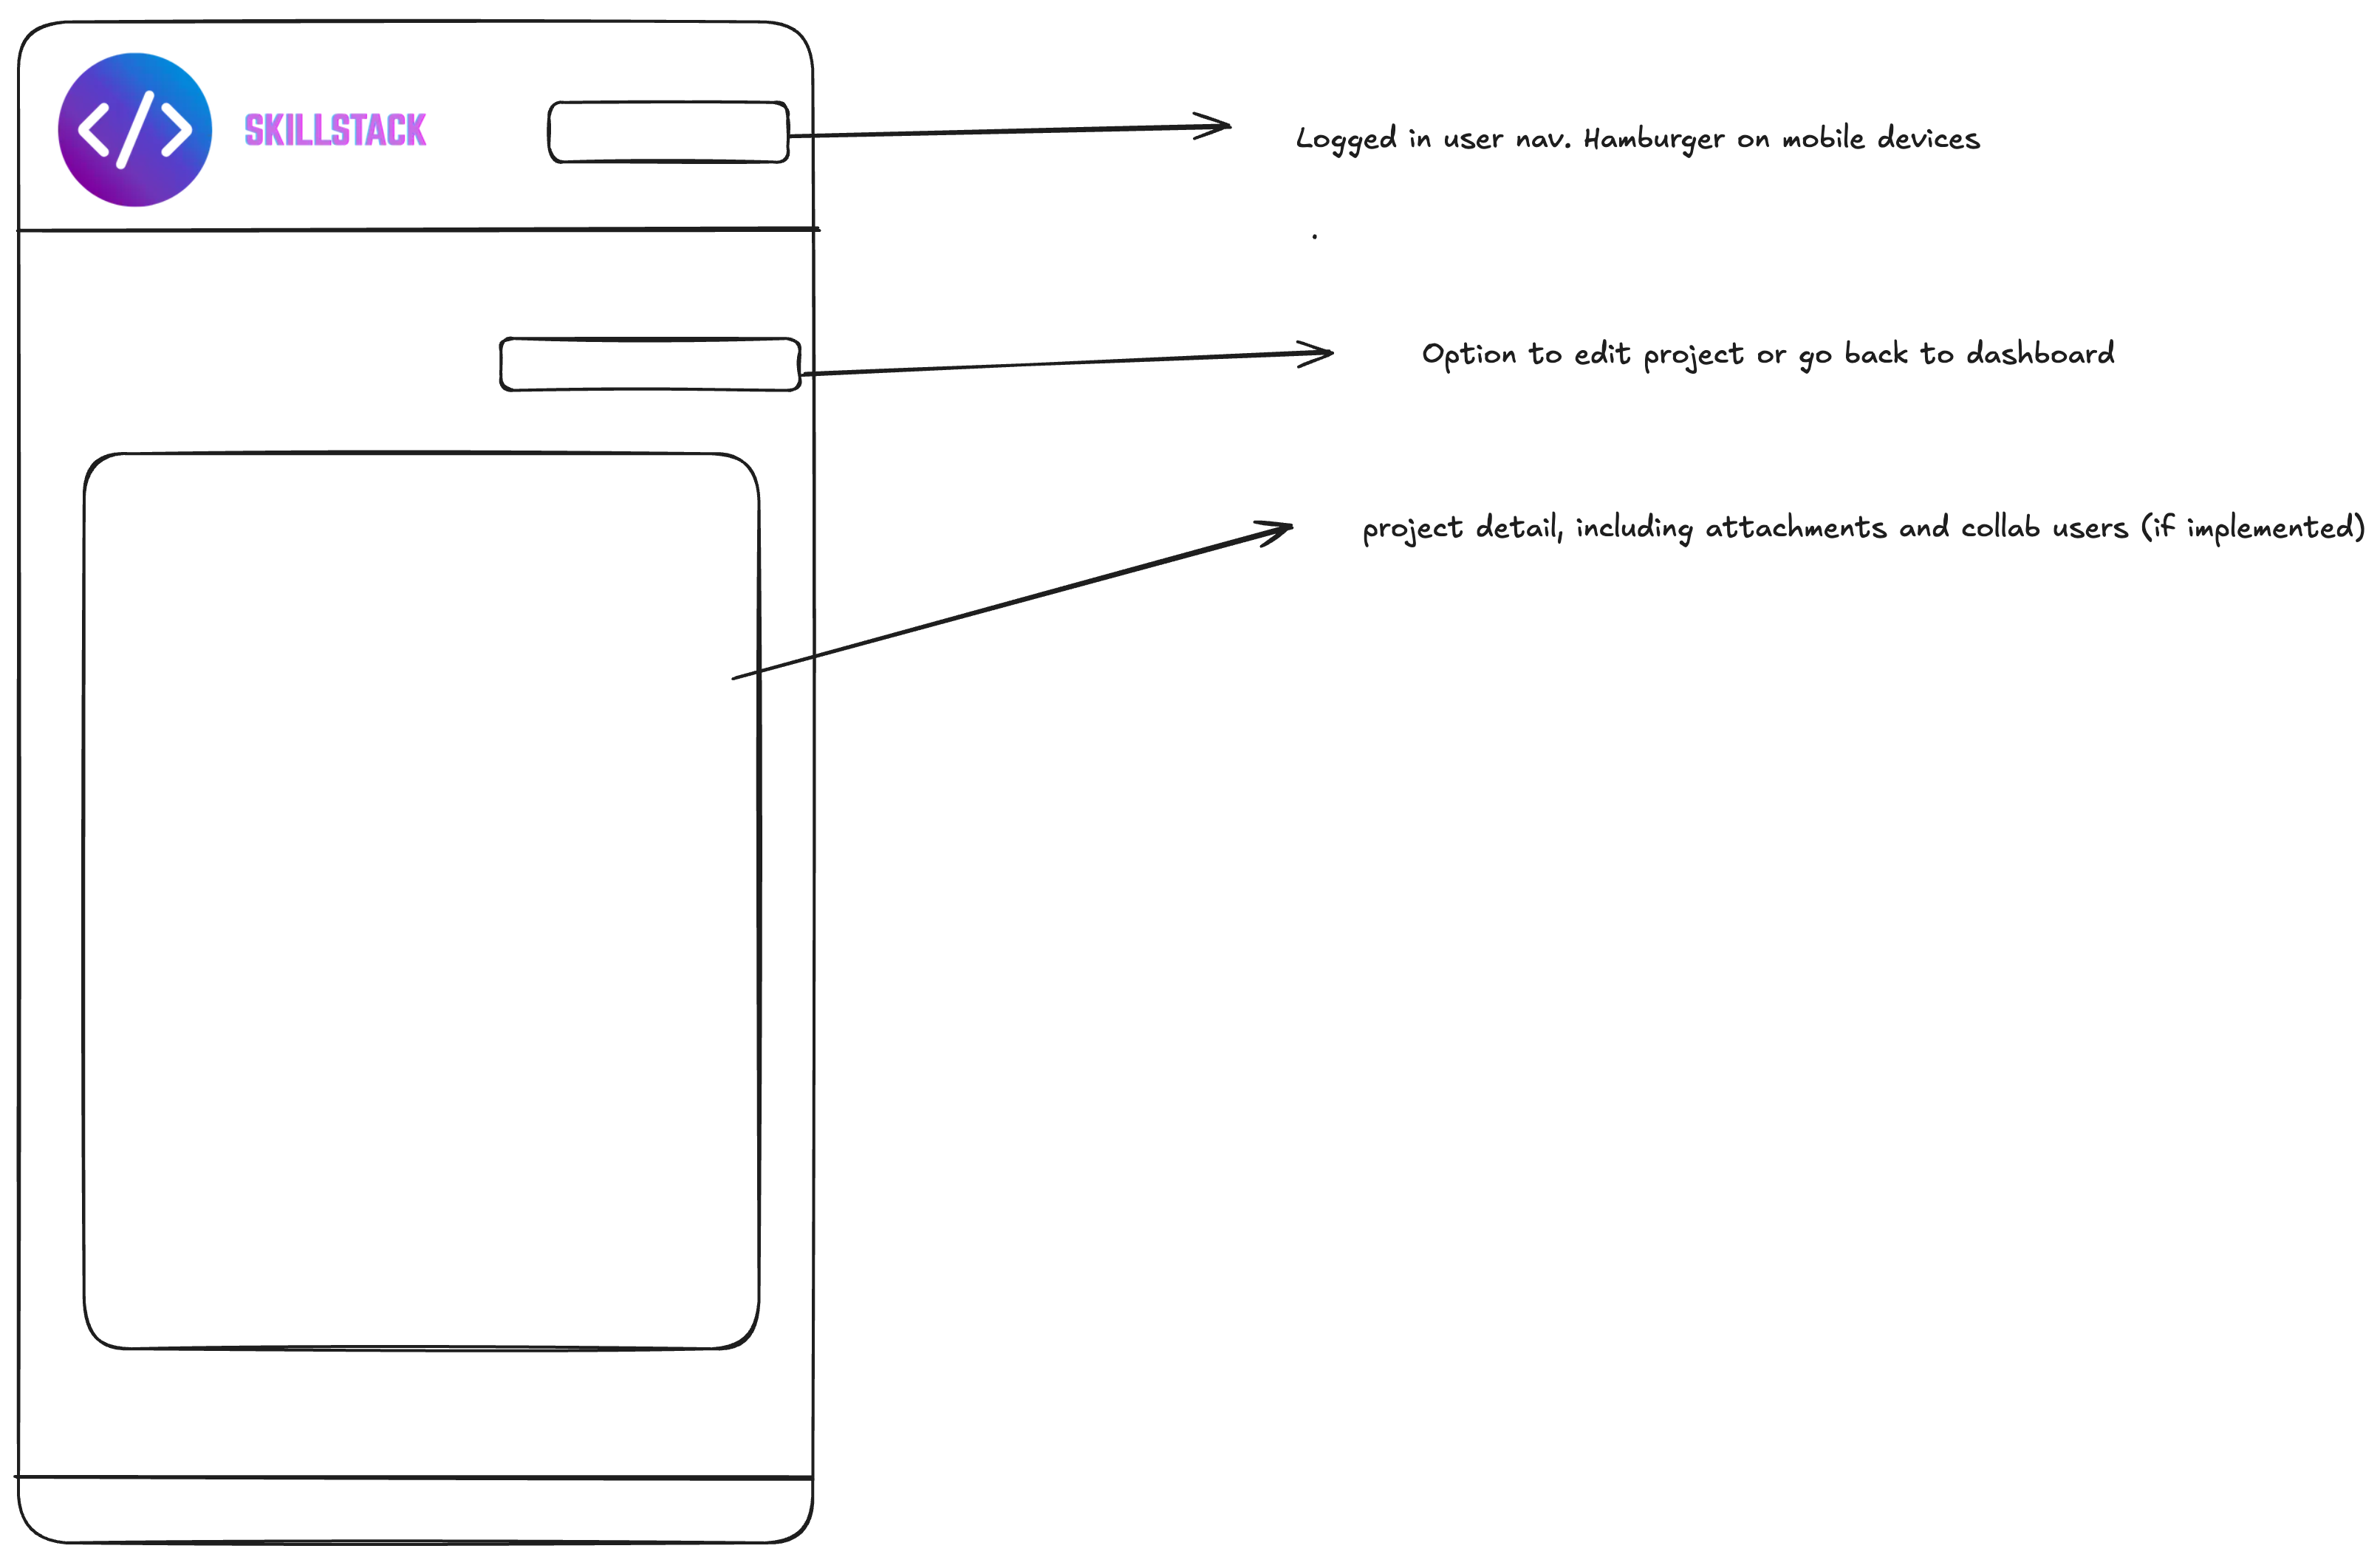 SKILLSTACK
Logged in user nav. Hamburger on mobile devices
Option to edit project or go back to dashboard
project detail, including attachments and collab users (if implemented)